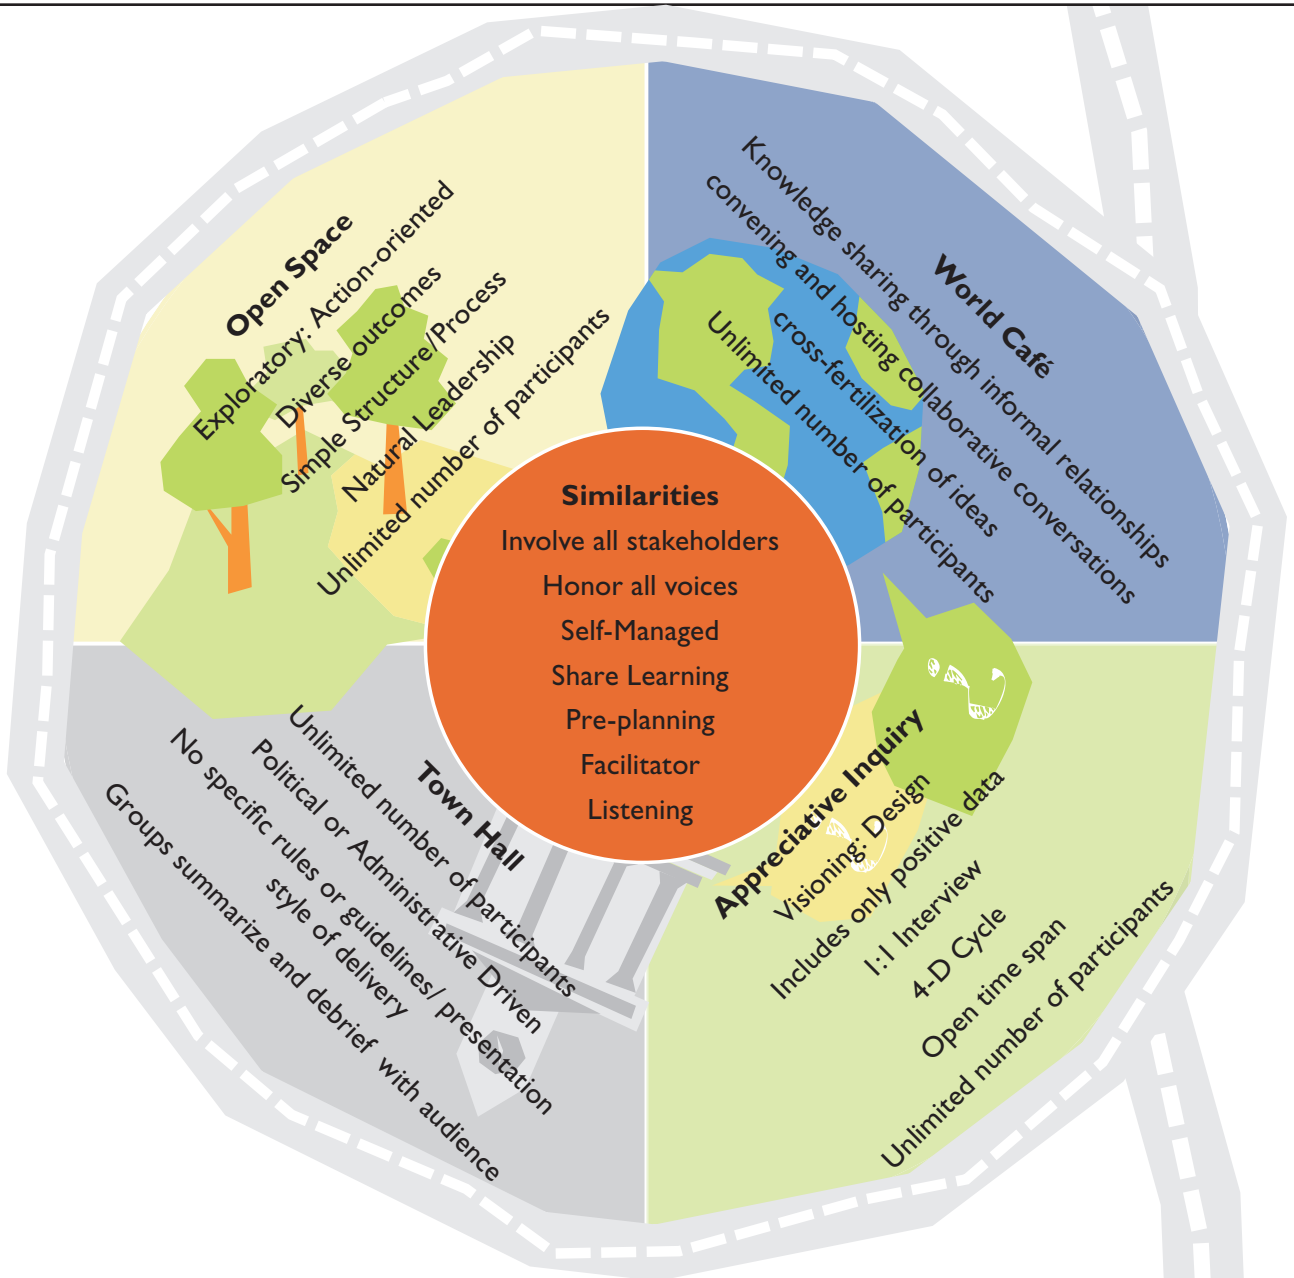 Open Space
Exploratory: Action-oriented
Diverse outcomes
Simple Structure/Process
Natural Leadership
Unlimited number of participants
World Café
Knowledge sharing through informal relationships
convening and hosting collaborative conversations
cross-fertilization of ideas
Unlimited number of participants
Similarities
Involve all stakeholders
Honor all voices
Self-Managed
Share Learning
Pre-planning
Facilitator
Listening
Town Hall
Unlimited number of participants
Political or Administrative Driven
No specific rules or guidelines/ presentation
style of delivery
Groups summarize and debrief with audience
Appreciative Inquiry
Visioning: Design
Includes only positive data
1:1 Interview
4-D Cycle
Open time span
Unlimited number of participants